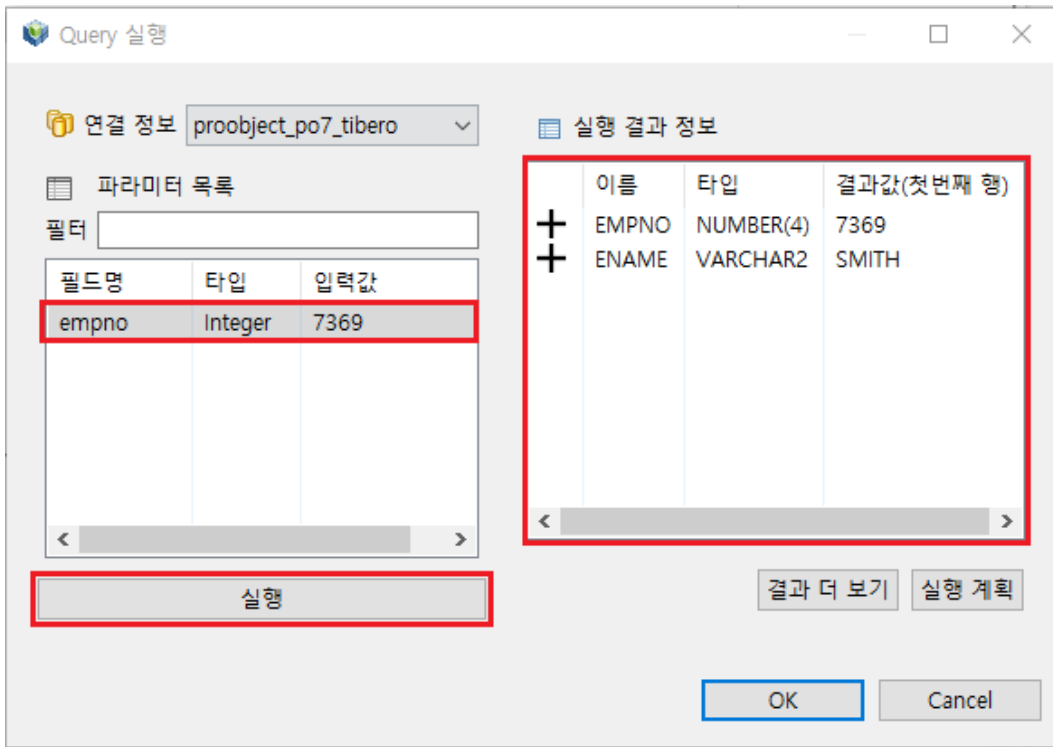 Query 실행
연결 정보 proobject_po7_tibero
파라미터 목록
필터
필드명 타입 입력값
empno Integer 7369
실행
실행 결과 정보
이름 타입 결과값(첫번째 행)
EMPNO NUMBER(4) 7369
ENAME VARCHAR2 SMITH
결과 더 보기 실행 계획
OK Cancel